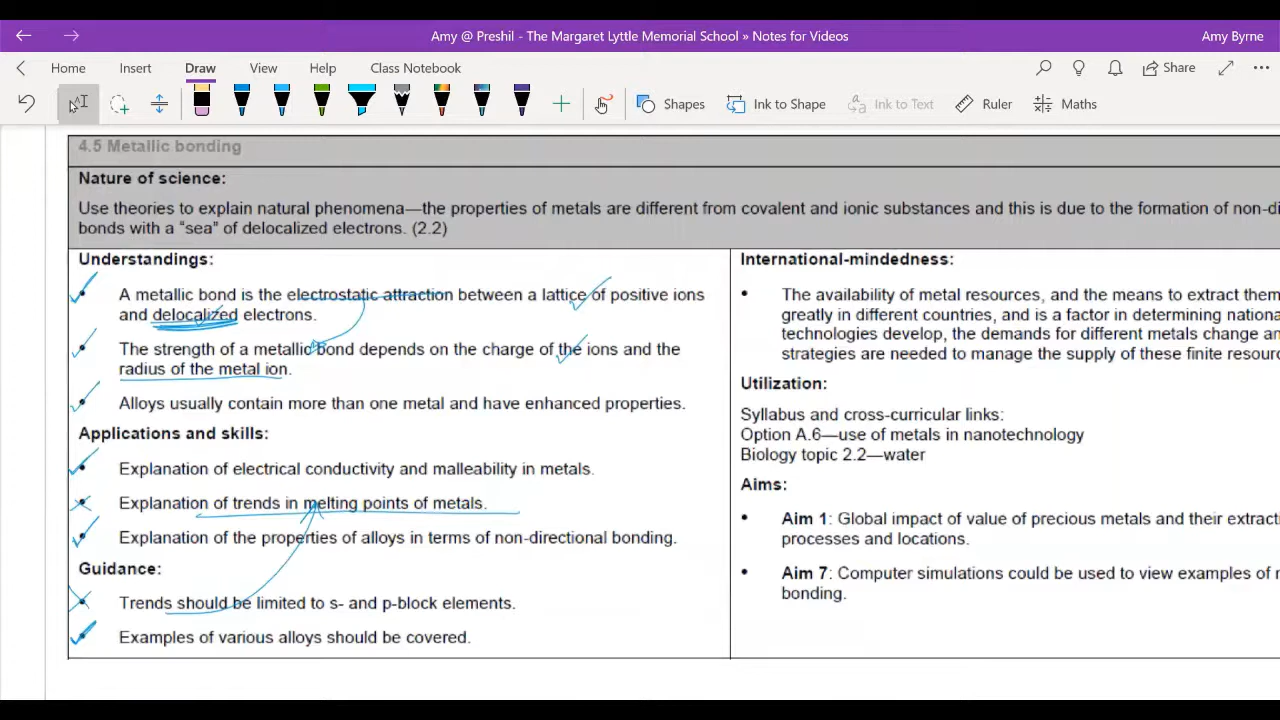 Amy @ Preshil - The Margaret Lyttle Memorial School » Notes for Videos
Amy Byrne
Home Insert Draw View Help Class Notebook
Share
Shapes Ink to Shape Ink to Text Ruler Maths
4.5 Metallic bonding
Nature of science:
Use theories to explain natural phenomena—the properties of metals are different from covalent and ionic substances and this is due to the formation of non-di
bonds with a "sea" of delocalized electrons. (2.2)
Understandings:
• A metallic bond is the electrostatic attraction between a lattice of positive ions
and delocalized electrons.
• The strength of a metallic bond depends on the charge of the ions and the
radius of the metal ion.
• Alloys usually contain more than one metal and have enhanced properties.
Applications and skills:
• Explanation of electrical conductivity and malleability in metals.
• Explanation of trends in melting points of metals.
• Explanation of the properties of alloys in terms of non-directional bonding.
Guidance:
• Trends should be limited to s- and p-block elements.
• Examples of various alloys should be covered.
International-mindedness:
• The availability of metal resources, and the means to extract them
greatly in different countries, and is a factor in determining nationa
technologies develop, the demands for different metals change an
strategies are needed to manage the supply of these finite resour
Utilization:
Syllabus and cross-curricular links:
Option A.6—use of metals in nanotechnology
Biology topic 2.2—water
Aims:
• Aim 1: Global impact of value of precious metals and their extracti
processes and locations.
• Aim 7: Computer simulations could be used to view examples of
bonding.